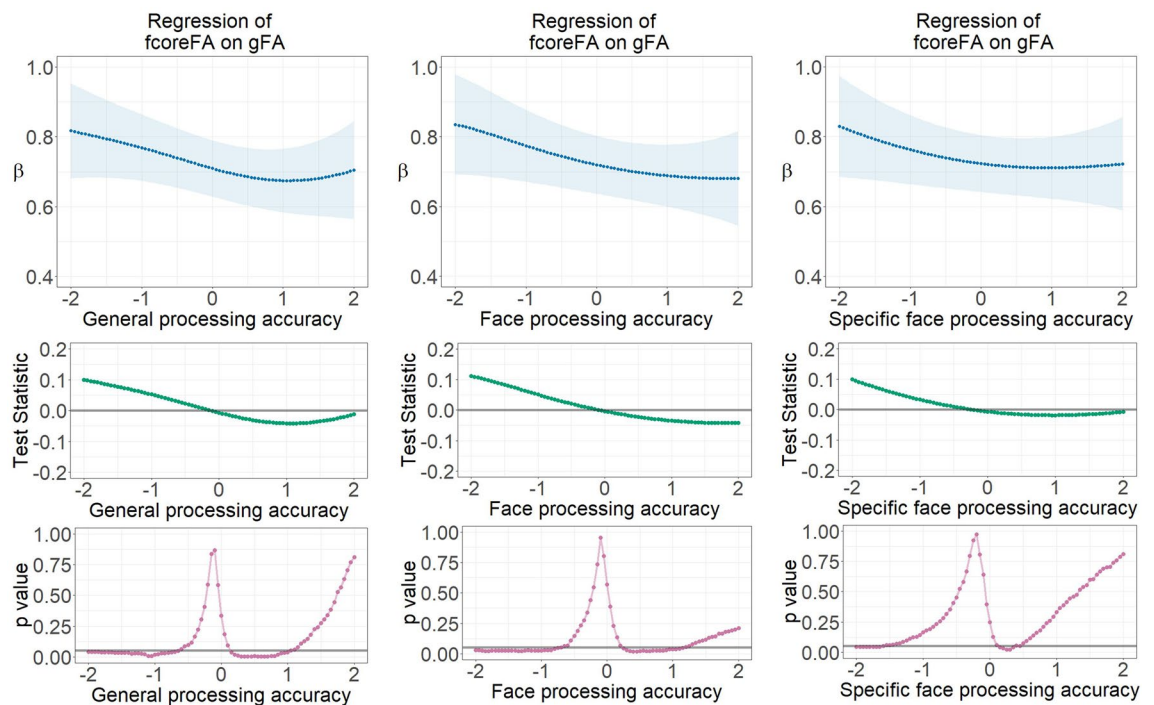 Regression of
fcoreFA on gFA
1.0
0.8
0.6
0.4
β
-2 -1 0 1 2
General processing accuracy
Regression of
fcoreFA on gFA
1.0
0.8
0.6
0.4
β
-2 -1 0 1 2
Face processing accuracy
Regression of
fcoreFA on gFA
1.0
0.8
0.6
0.4
β
-2 -1 0 1 2
Specific face processing accuracy
0.2
0.1
0.0
-0.1
-0.2
Test Statistic
-2 -1 0 1 2
General processing accuracy
0.2
0.1
0.0
-0.1
-0.2
Test Statistic
-2 -1 0 1 2
Face processing accuracy
0.2
0.1
0.0
-0.1
-0.2
Test Statistic
-2 -1 0 1 2
Specific face processing accuracy
1.00
0.75
0.50
0.25
0.00
p value
-2 -1 0 1 2
General processing accuracy
1.00
0.75
0.50
0.25
0.00
p value
-2 -1 0 1 2
Face processing accuracy
1.00
0.75
0.50
0.25
0.00
p value
-2 -1 0 1 2
Specific face processing accuracy